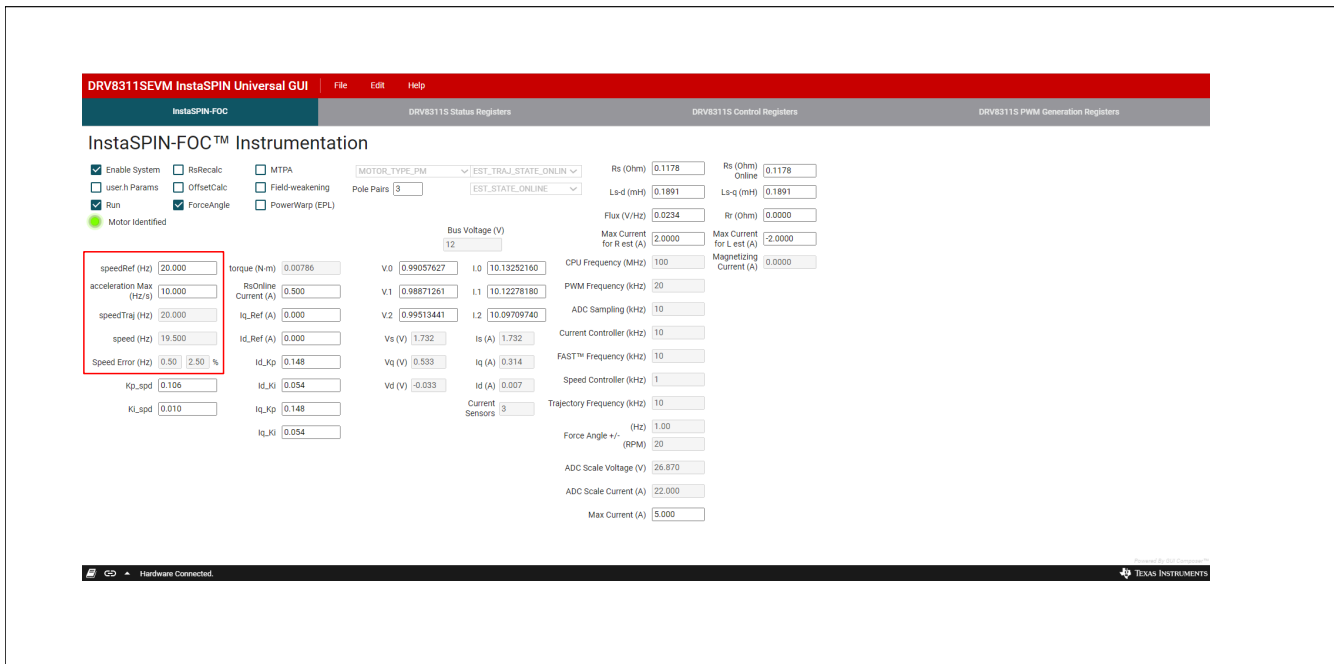 DRV8311SEVM InstaSPIN Universal GUI File Edit Help
InstaSPIN-FOC DRV8311S Status Registers DRV8311S Control Registers DRV8311S PWM Generation Registers
InstaSPIN-FOC™ Instrumentation
Enable System RsRecalc MTPA
user.h Params OffsetCalc Field-weakening
Run ForceAngle PowerWarp (EPL)
Motor Identified
MOTOR_TYPE_PM EST_TRAJ_STATE_ONLIN
Pole Pairs 3 EST_STATE_ONLINE
Bus Voltage (V)
12
Rs (Ohm) 0.1178 Rs (Ohm) Online 0.1178
Ls-d (mH) 0.1891 Ls-q (mH) 0.1891
Flux (V/Hz) 0.0234 Rr (Ohm) 0.0000
Max Current for R est (A) 2.0000 Max Current for L est (A) -2.0000
CPU Frequency (MHz) 100 Magnetizing Current (A) 0.0000
PWM Frequency (kHz) 20
ADC Sampling (kHz) 10
Current Controller (kHz) 10
FAST™ Frequency (kHz) 10
Speed Controller (kHz) 1
Trajectory Frequency (kHz) 10
Force Angle +/- (Hz) 1.00
(RPM) 20
ADC Scale Voltage (V) 26.870
ADC Scale Current (A) 22.000
Max Current (A) 5.000
speedRef (Hz) 20.000
acceleration Max (Hz/s) 10.000
speedTraj (Hz) 20.000
speed (Hz) 19.500
Speed Error (Hz) 0.50 2.50 %
Kp_spd 0.106
Ki_spd 0.010
torque (N·m) 0.00786
RsOnline Current (A) 0.500
Iq_Ref (A) 0.000
Id_Ref (A) 0.000
Id_Kp 0.148
Id_Ki 0.054
Iq_Kp 0.148
Iq_Ki 0.054
V.0 0.99057627 I.0 10.13252160
V.1 0.98871261 I.1 10.12278180
V.2 0.99513441 I.2 10.09709740
Vs (V) 1.732 Is (A) 1.732
Vq (V) 0.533 Iq (A) 0.314
Vd (V) -0.033 Id (A) 0.007
Current Sensors 3
Powered By GUI Composer™
Hardware Connected. TEXAS INSTRUMENTS